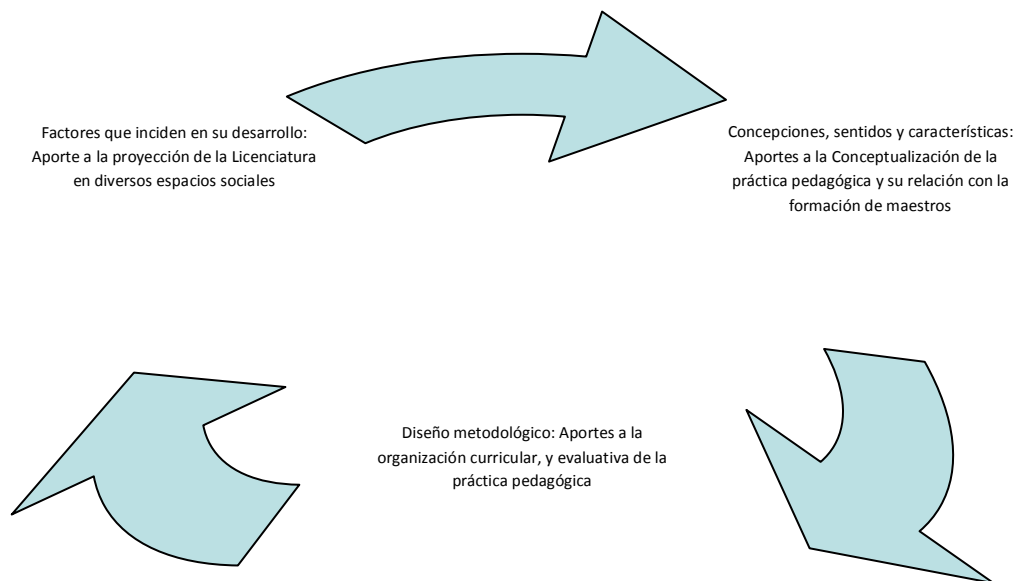 Factores que inciden en su desarrollo:
Aporte a la proyección de la Licenciatura
en diversos espacios sociales
Concepciones, sentidos y características:
Aportes a la Conceptualización de la
práctica pedagógica y su relación con la
formación de maestros
Diseño metodológico: Aportes a la
organización curricular, y evaluativa de la
práctica pedagógica